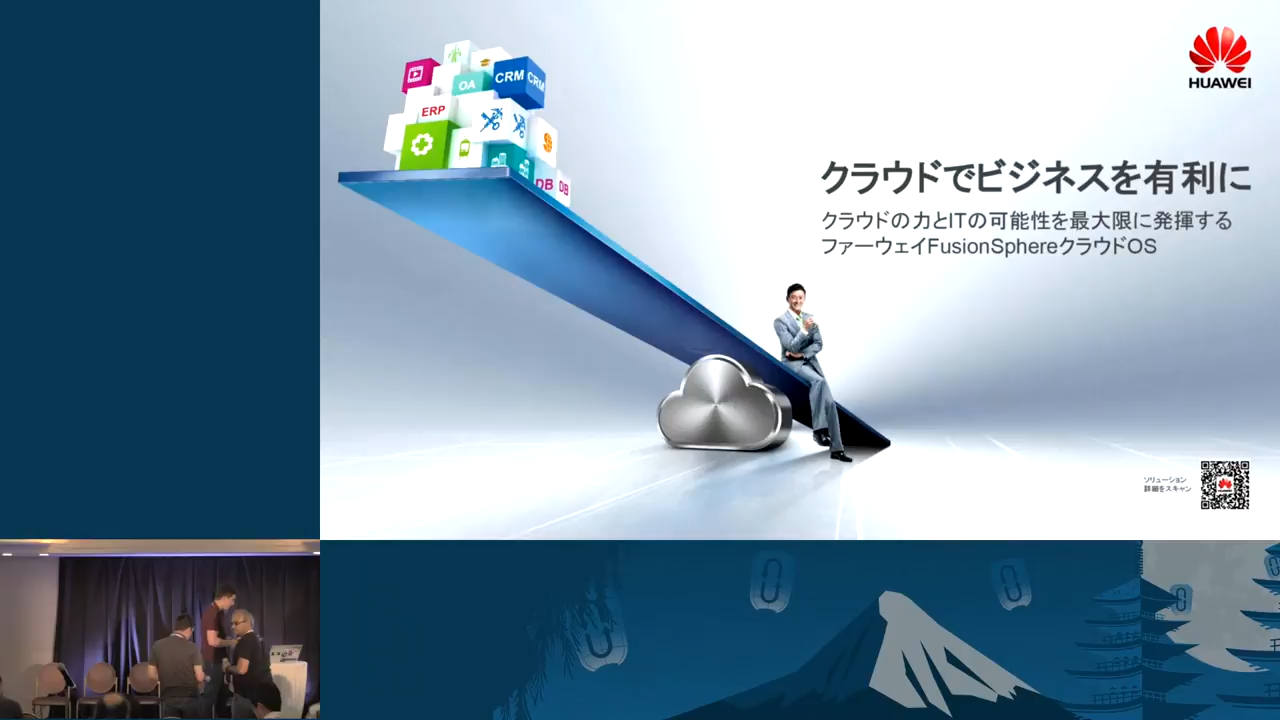 HUAWEI
クラウドでビジネスを有利に
クラウドの力とITの可能性を最大限に発揮する
ファーウェイFusionSphereクラウドOS
CRM
CRM
OA
ERP
DB
DB
ソリューション
詳細をスキャン